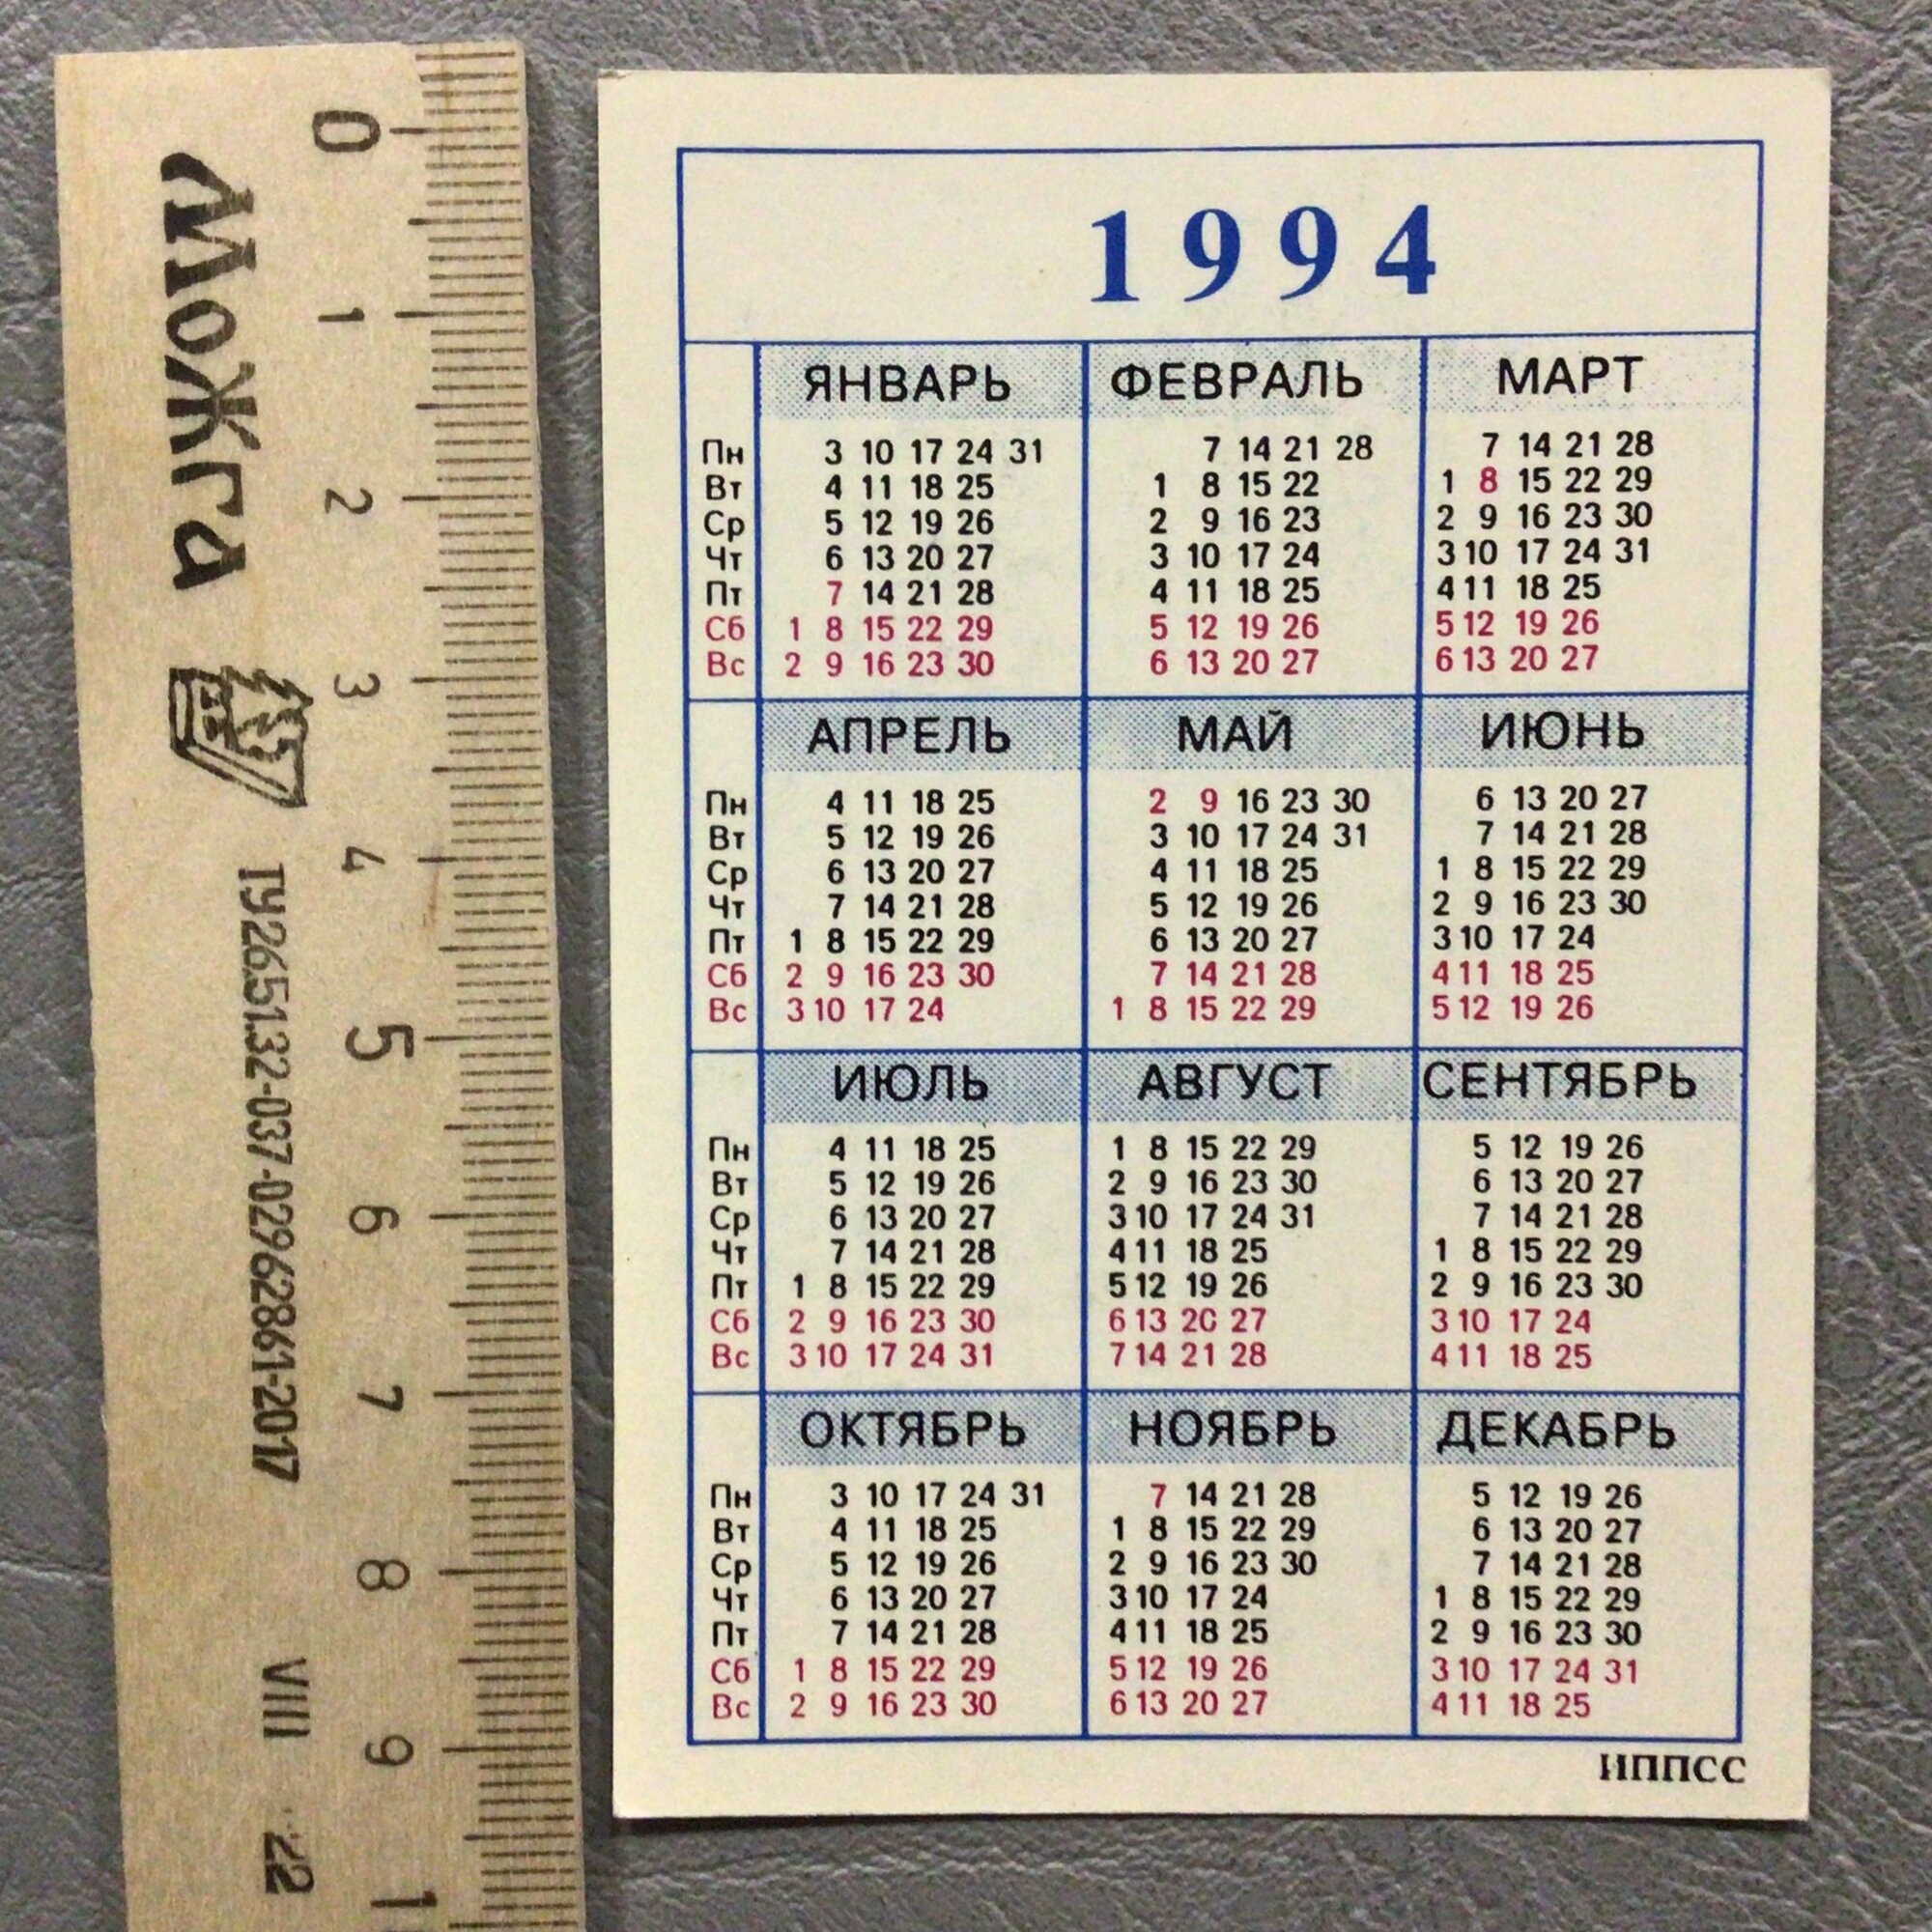 0
1
2
3
4
5
6
7
8
9
1
Можга
ТУ26.51.32-037-02962861-2017
VIII 22
1994
ЯНВАРЬ ФЕВРАЛЬ МАРТ
Пн 3 10 17 24 31 7 14 21 28 7 14 21 28
Вт 4 11 18 25 1 8 15 22 1 8 15 22 29
Ср 5 12 19 26 2 9 16 23 2 9 16 23 30
Чт 6 13 20 27 3 10 17 24 3 10 17 24 31
Пт 7 14 21 28 4 11 18 25 4 11 18 25
Сб 1 8 15 22 29 5 12 19 26 5 12 19 26
Вс 2 9 16 23 30 6 13 20 27 6 13 20 27
АПРЕЛЬ МАЙ ИЮНЬ
Пн 4 11 18 25 2 9 16 23 30 6 13 20 27
Вт 5 12 19 26 3 10 17 24 31 7 14 21 28
Ср 6 13 20 27 4 11 18 25 1 8 15 22 29
Чт 7 14 21 28 5 12 19 26 2 9 16 23 30
Пт 1 8 15 22 29 6 13 20 27 3 10 17 24
Сб 2 9 16 23 30 7 14 21 28 4 11 18 25
Вс 3 10 17 24 1 8 15 22 29 5 12 19 26
ИЮЛЬ АВГУСТ СЕНТЯБРЬ
Пн 4 11 18 25 1 8 15 22 29 5 12 19 26
Вт 5 12 19 26 2 9 16 23 30 6 13 20 27
Ср 6 13 20 27 3 10 17 24 31 7 14 21 28
Чт 7 14 21 28 4 11 18 25 1 8 15 22 29
Пт 1 8 15 22 29 5 12 19 26 2 9 16 23 30
Сб 2 9 16 23 30 6 13 20 27 3 10 17 24
Вс 3 10 17 24 31 7 14 21 28 4 11 18 25
ОКТЯБРЬ НОЯБРЬ ДЕКАБРЬ
Пн 3 10 17 24 31 7 14 21 28 5 12 19 26
Вт 4 11 18 25 1 8 15 22 29 6 13 20 27
Ср 5 12 19 26 2 9 16 23 30 7 14 21 28
Чт 6 13 20 27 3 10 17 24 1 8 15 22 29
Пт 7 14 21 28 4 11 18 25 2 9 16 23 30
Сб 1 8 15 22 29 5 12 19 26 3 10 17 24 31
Вс 2 9 16 23 30 6 13 20 27 4 11 18 25
ИППСС